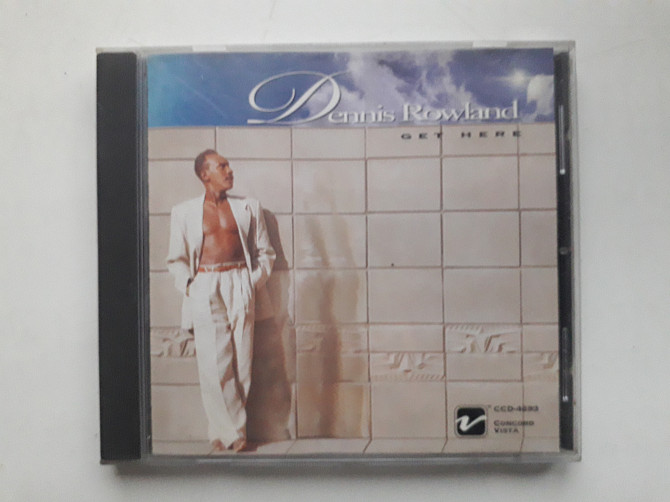 Dennis Rowland
GET HERE
CCD-4693
CONCORD
VISTA